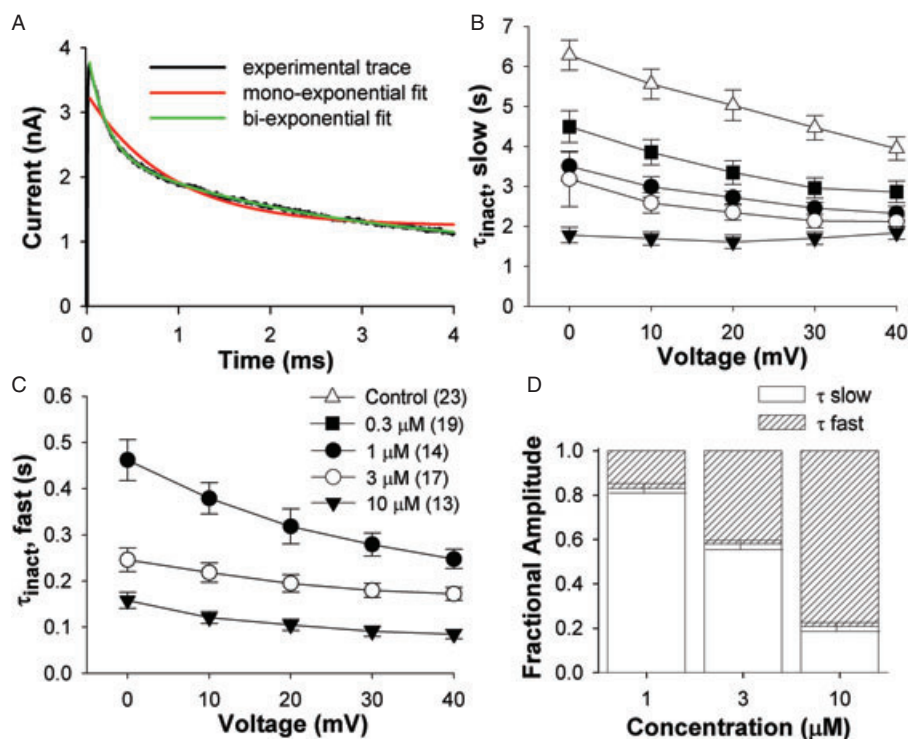 A
Current (nA)
4
3
2
1
0
experimental trace
mono-exponential fit
bi-exponential fit
0 1 2 3 4
Time (ms)
B
τinact, slow (s)
7
6
5
4
3
2
1
0
0 10 20 30 40
Voltage (mV)
C
τinact, fast (s)
0.6
0.5
0.4
0.3
0.2
0.1
0.0
Control (23)
0.3 μM (19)
1 μM (14)
3 μM (17)
10 μM (13)
0 10 20 30 40
Voltage (mV)
D
τ slow
τ fast
Fractional Amplitude
1.0
0.8
0.6
0.4
0.2
0.0
1 3 10
Concentration (μM)